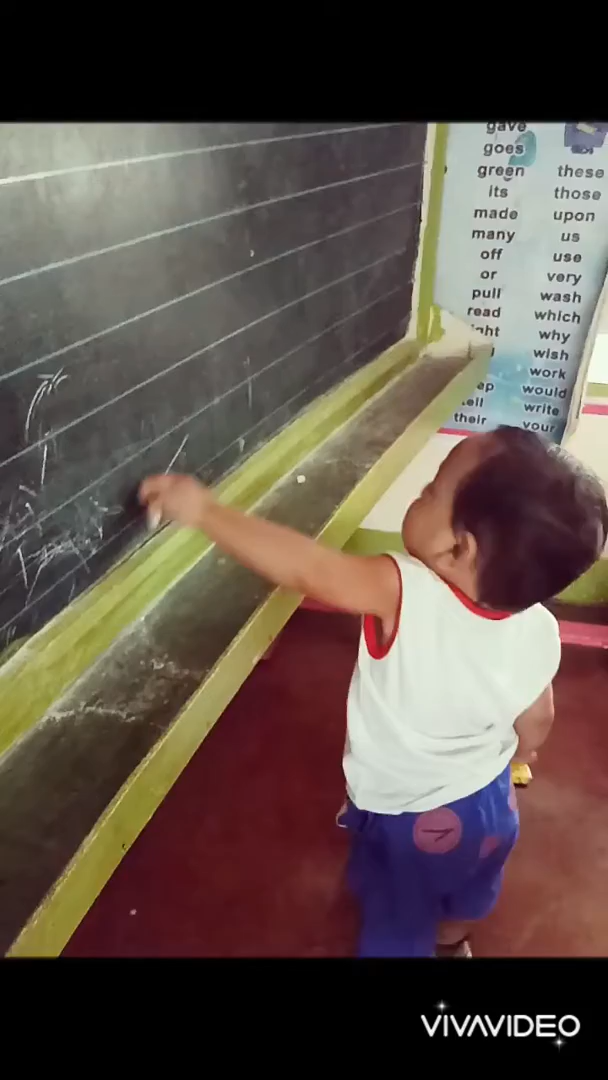 gave
goes
green
its
made
many
off
or
pull
read
these
those
upon
us
use
very
wash
which
why
wish
work
would
write
your
their
VIVAVIDEO